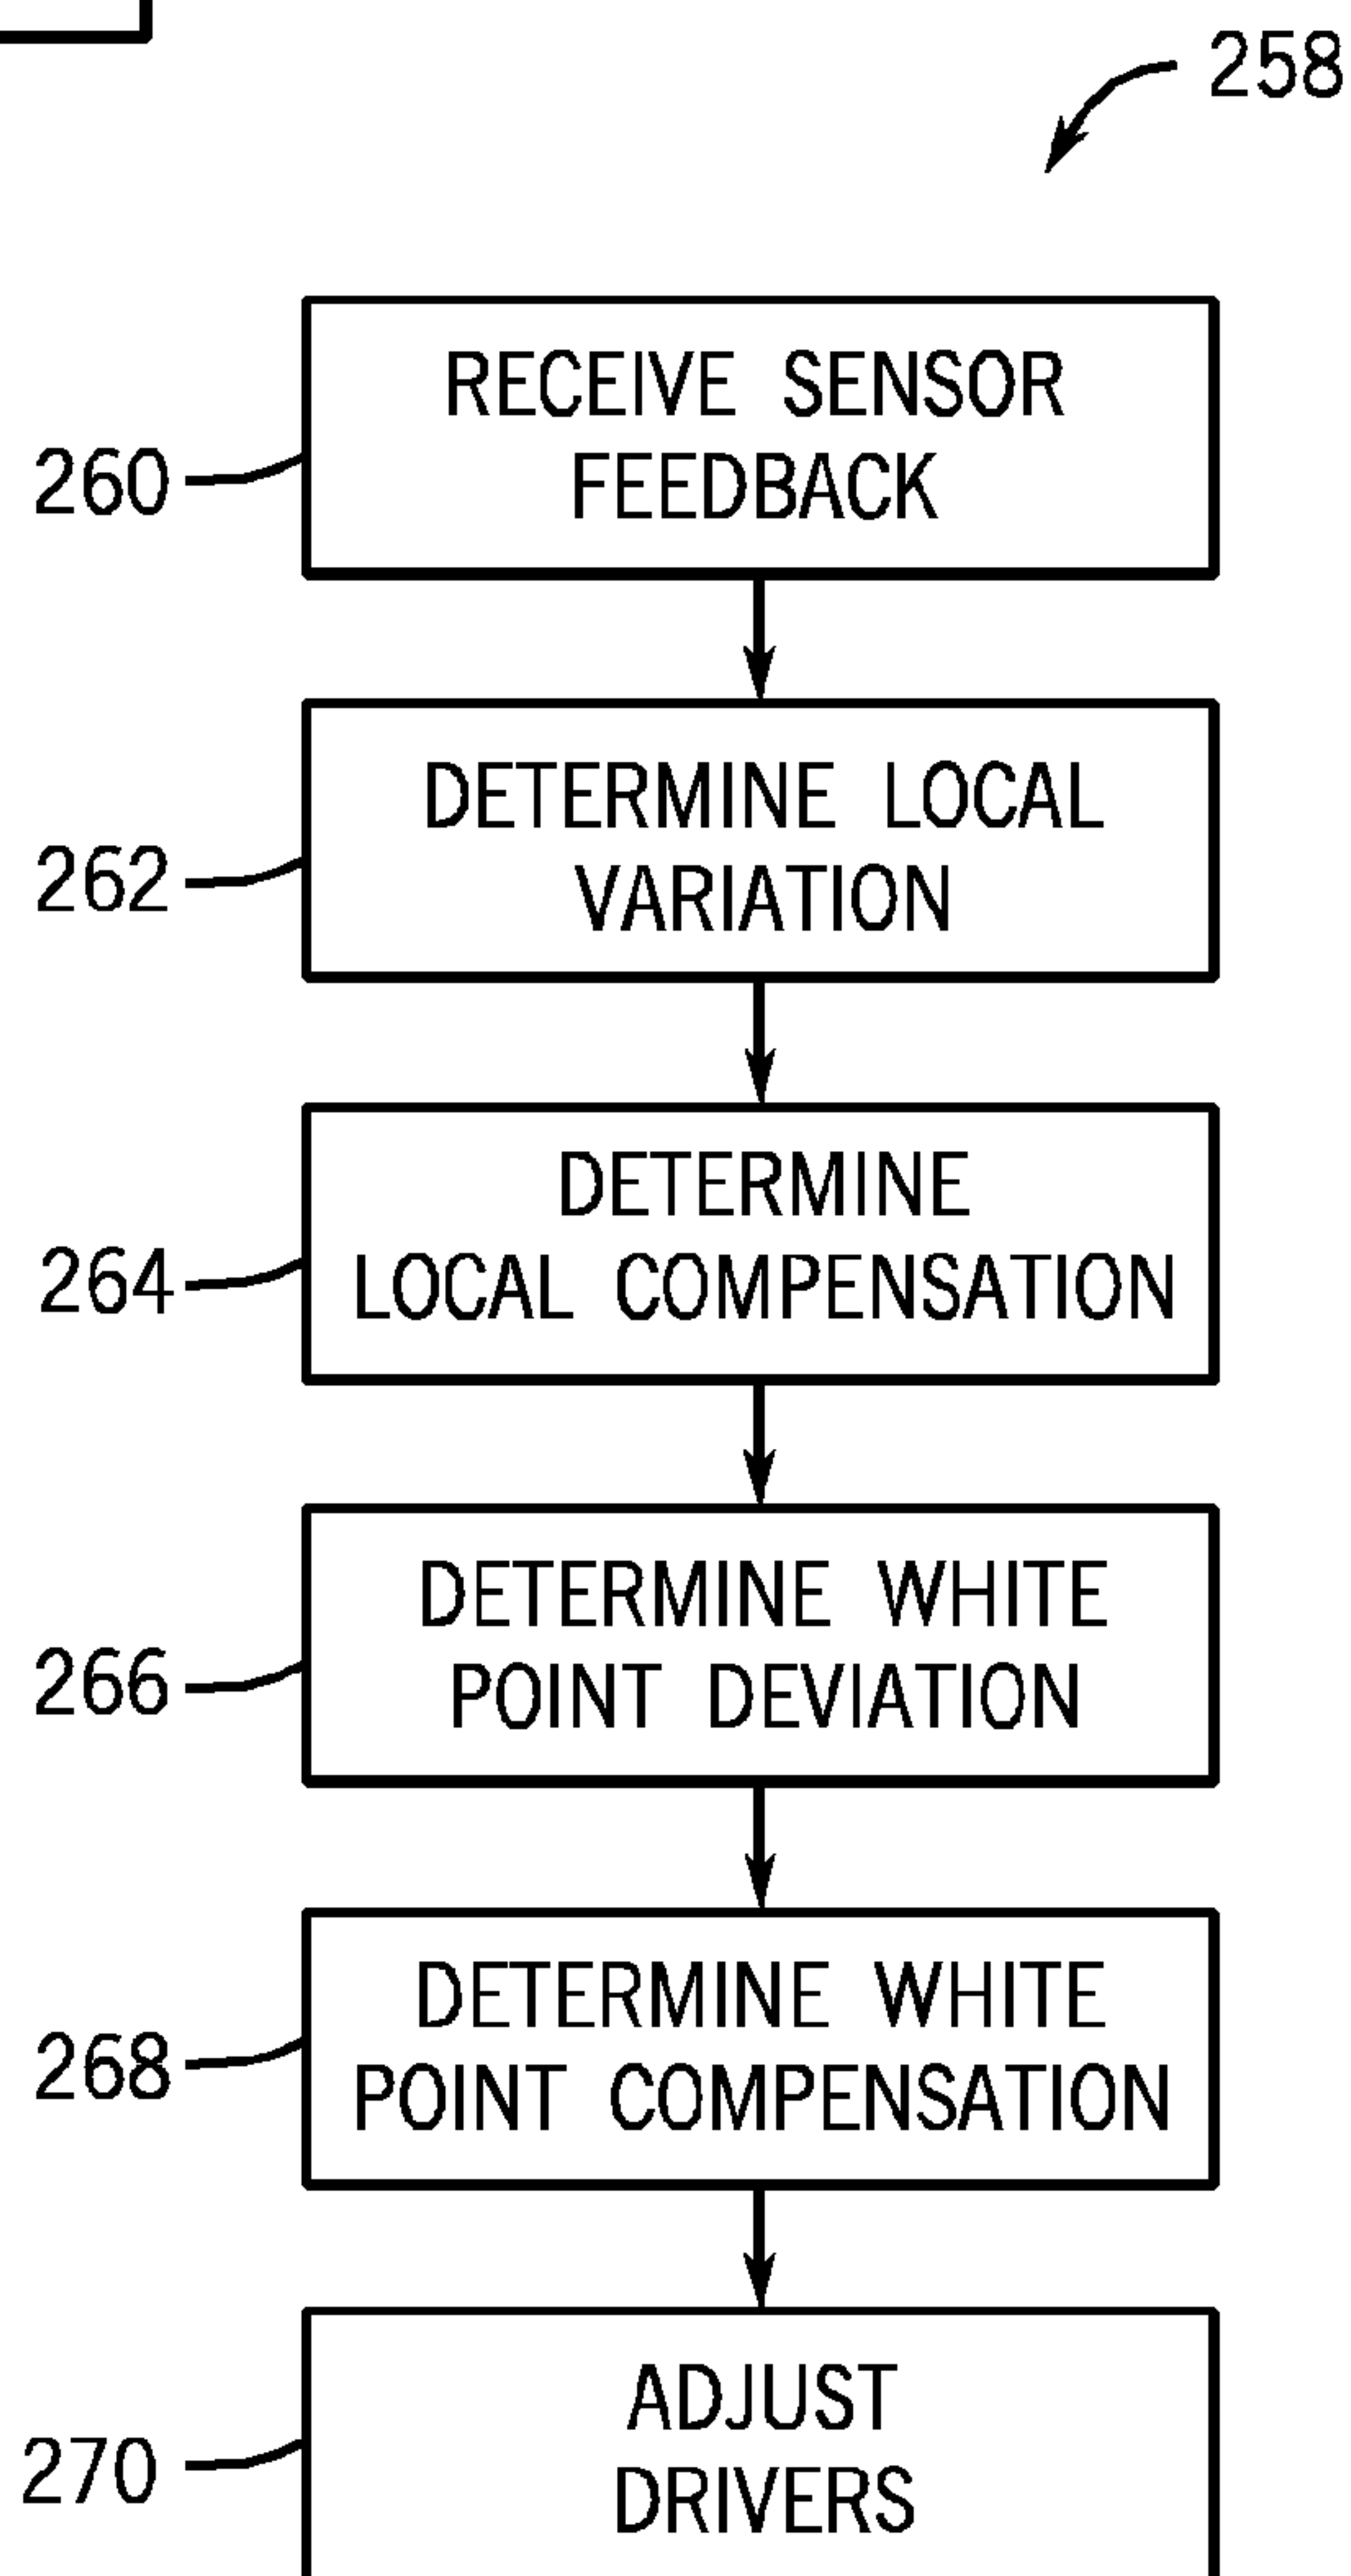 258
RECEIVE SENSOR
FEEDBACK
260
DETERMINE LOCAL
VARIATION
262
DETERMINE
LOCAL COMPENSATION
264
DETERMINE WHITE
POINT DEVIATION
266
DETERMINE WHITE
POINT COMPENSATION
268
ADJUST
DRIVERS
270